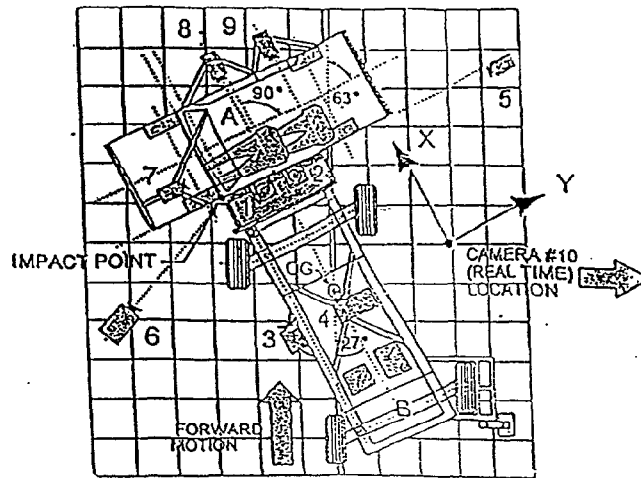 8 9
A
90°
63°
5
7
X
Y
IMPACT POINT
CG
CAMERA #10
(REAL TIME)
LOCATION
6
3
4
27°
B
FORWARD
MOTION